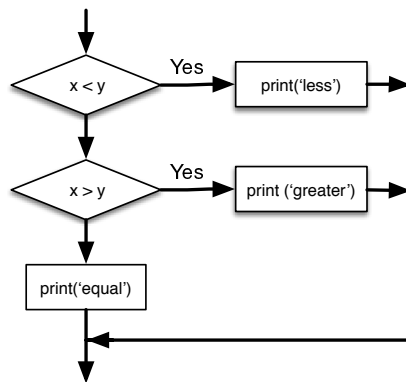 Yes
x < y
print(‘less’)
Yes
x > y
print (‘greater’)
print(‘equal’)